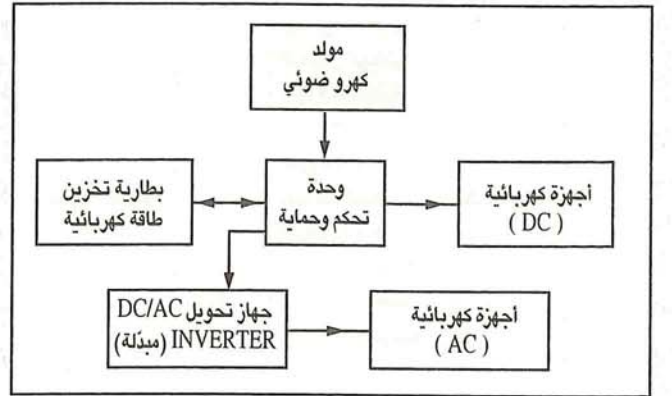 مولد
كهرو ضوئي
أجهزة كهربائية
( DC )
وحدة
تحكم وحماية
بطارية تخزين
طاقة كهربائية
أجهزة كهربائية
( AC )
جهاز تحويل DC/AC
INVERTER (مبدّلة)